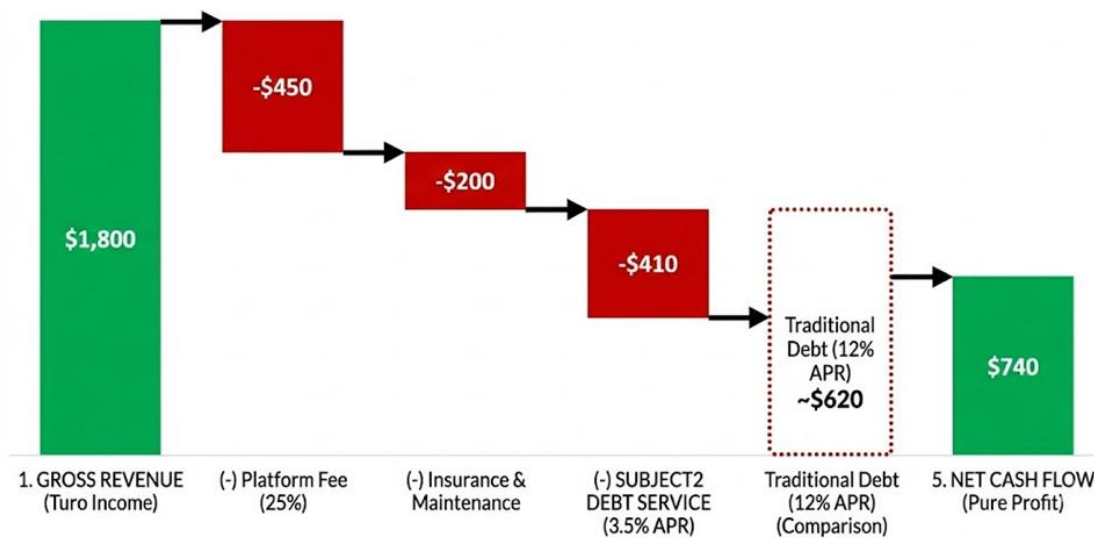 $1,800
-$450
-$200
-$410
Traditional
Debt (12%
APR)
~$620
$740
1. GROSS REVENUE
(Turo Income)
(-) Platform Fee
(25%)
(-) Insurance &
Maintenance
(-) SUBJECT2
DEBT SERVICE
(3.5% APR)
Traditional Debt
(12% APR)
(Comparison)
5. NET CASH FLOW
(Pure Profit)